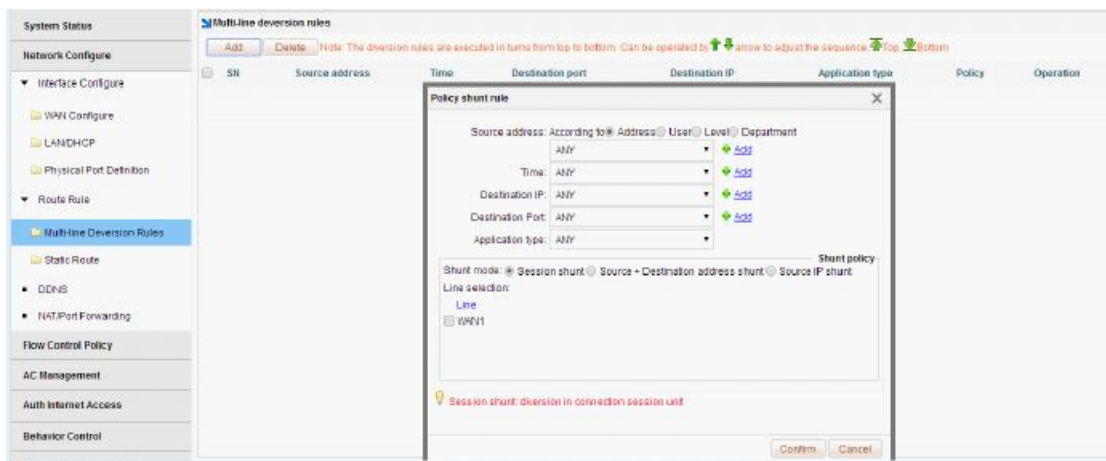 System Status
Network Configure
Interface Configure
WAN Configure
LAN/DHCP
Physical Port Definition
Route Rule
Multi-line Deversion Rules
Static Route
DDNS
NAT/Port Forwarding
Flow Control Policy
AC Management
Auth Internet Access
Behavior Control
Multi-line deversion rules
Add Delete Note: The diversion rules are executed in turns from top to bottom. Can be operated by arrow to adjust the sequence, Top Bottom
SN Source address Time Destination port Destination IP Application type Policy Operation
Policy shunt rule
Source address: According to Address User Level Department
ANY Add
Time: ANY Add
Destination IP: ANY Add
Destination Port: ANY Add
Application type: ANY
Shunt policy
Shunt mode: Session shunt Source + Destination address shunt Source IP shunt
Line selection:
Line
WAN1
Session shunt: diversion in connection session unit
Confirm Cancel